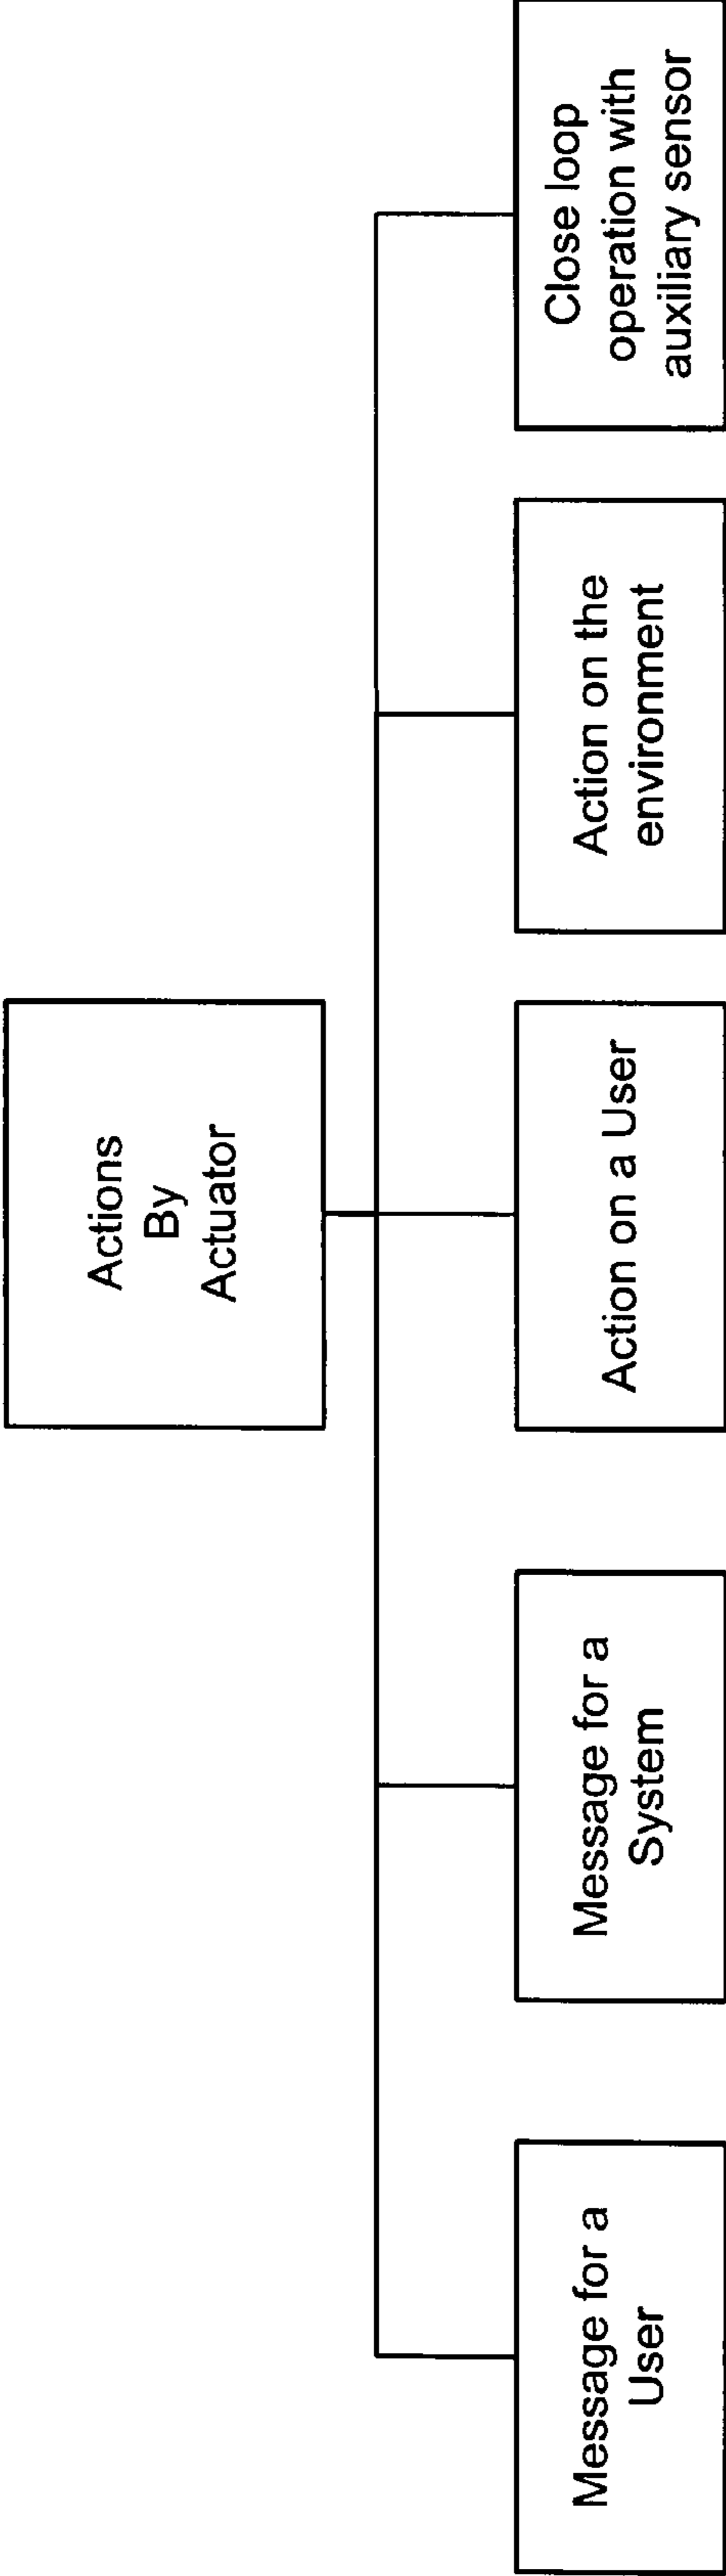 Actions
By
Actuator
Message for a
User
Message for a
System
Action on a User
Action on the
environment
Close loop
operation with
auxiliary sensor